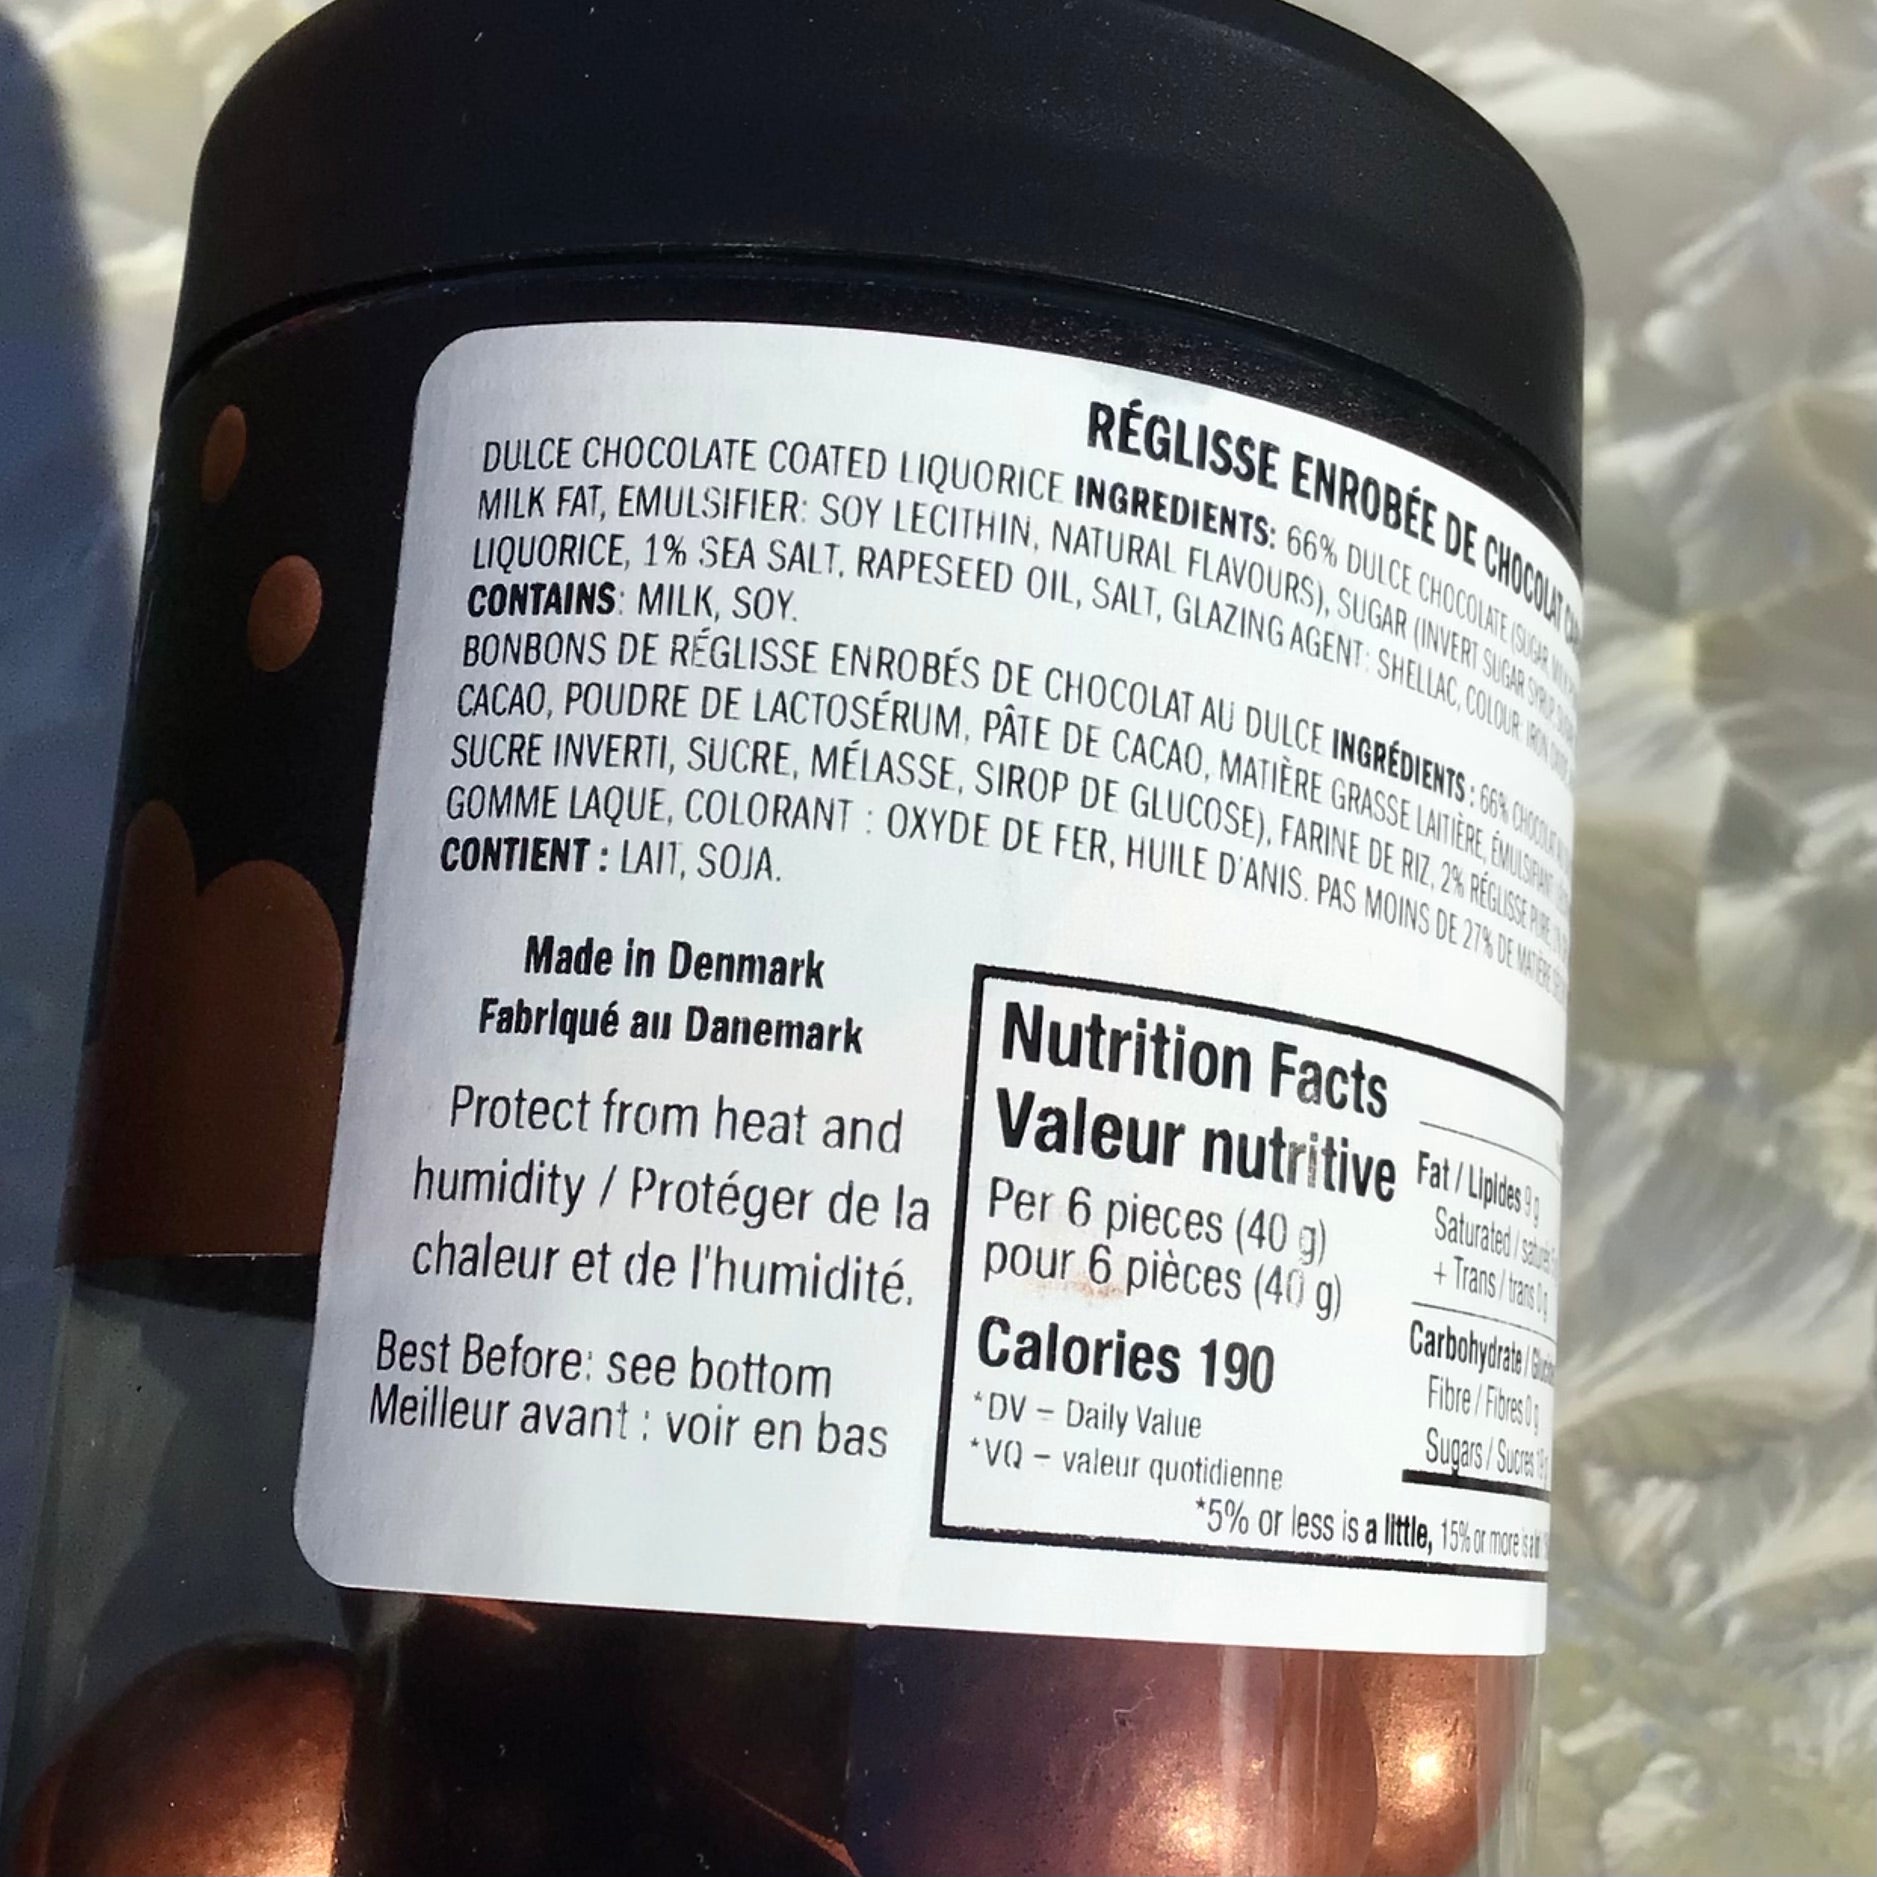 RÉGLISSE ENROBÉE DE CHOCOLAT
DULCE CHOCOLATE COATED LIQUORICE INGREDIENTS: 66% DULCE CHOCOLATE (SUGAR,
MILK FAT, EMULSIFIER: SOY LECITHIN, NATURAL FLAVOURS), SUGAR (INVERT SUGAR SYRUP,
LIQUORICE, 1% SEA SALT, RAPESEED OIL, SALT, GLAZING AGENT: SHELLAC, COLOUR: IRON
CONTAINS: MILK, SOY.
BONBONS DE RÉGLISSE ENROBÉS DE CHOCOLAT AU DULCE INGRÉDIENTS : 66% CHOCOLAT
CACAO, POUDRE DE LACTOSÉRUM, PÂTE DE CACAO, MATIÈRE GRASSE LAITIÈRE, ÉMULSIFIANT
SUCRE INVERTI, SUCRE, MÉLASSE, SIROP DE GLUCOSE), FARINE DE RIZ, 2% RÉGLISSE PURE,
GOMME LAQUE, COLORANT : OXYDE DE FER, HUILE D'ANIS. PAS MOINS DE 27% DE MATIÈRE
CONTIENT : LAIT, SOJA.
Made in Denmark
Fabriqué au Danemark
Protect from heat and
humidity / Protéger de la
chaleur et de l'humidité.
Best Before: see bottom
Meilleur avant : voir en bas
Nutrition Facts
Valeur nutritive
Per 6 pieces (40 g)
pour 6 pièces (40 g)
Calories 190
*DV = Daily Value
*VQ = valeur quotidienne
Fat / Lipides 9 g
Saturated / saturés
+ Trans / trans 0 g
Carbohydrate /
Fibre / Fibres 0 g
Sugars / Sucres
*5% or less is a little, 15% or more is a lot